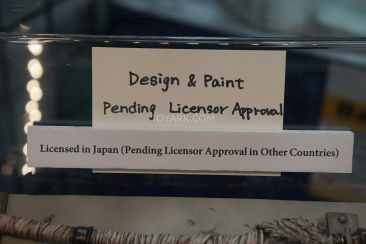 Design & Paint
Pending Licensor Approval
TOYARK.COM
Licensed in Japan (Pending Licensor Approval in Other Countries)